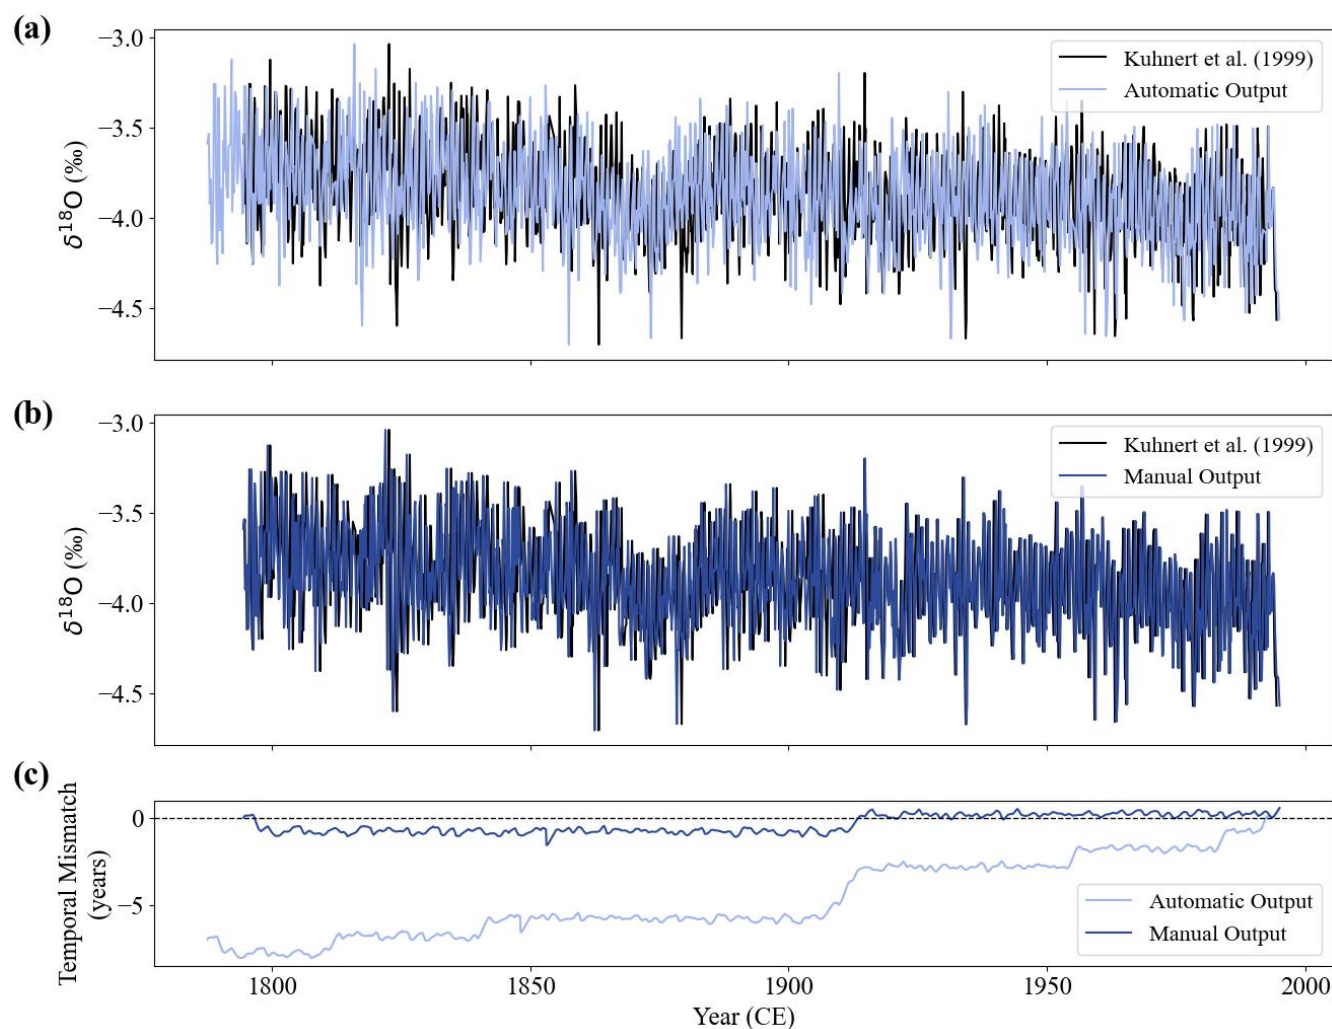 (a)
−3.0
−3.5
−4.0
−4.5
δ¹⁸O (‰)
Kuhnert et al. (1999)
Automatic Output
(b)
−3.0
−3.5
−4.0
−4.5
δ¹⁸O (‰)
Kuhnert et al. (1999)
Manual Output
(c)
0
−5
Temporal Mismatch
(years)
Automatic Output
Manual Output
1800 1850 1900 1950 2000
Year (CE)